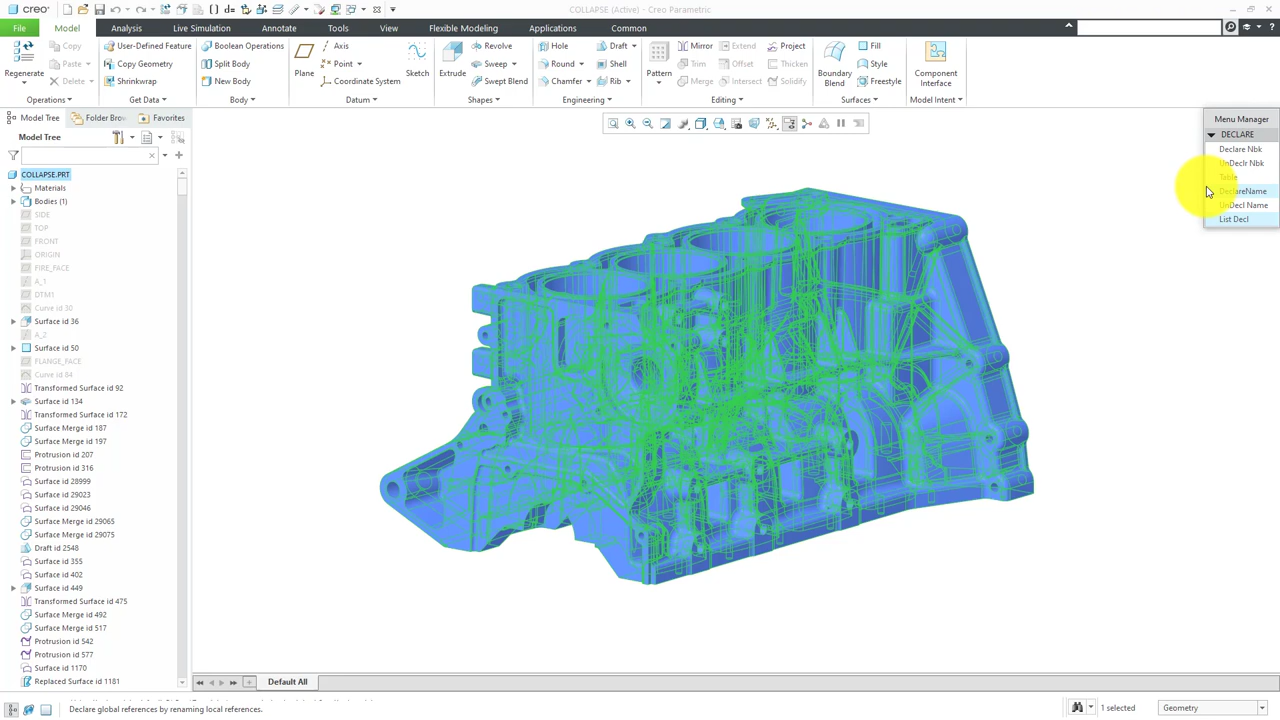 creo
COLLAPSE (Active) - Creo Parametric
File
Model
Analysis
Live Simulation
Annotate
Tools
View
Flexible Modeling
Applications
Common
Regenerate
Copy
Paste
Delete
Operations
User-Defined Feature
Copy Geometry
Shrinkwrap
Get Data
Boolean Operations
Split Body
New Body
Body
Plane
Axis
Point
Coordinate System
Sketch
Datum
Extrude
Revolve
Sweep
Swept Blend
Shapes
Hole
Round
Chamfer
Draft
Shell
Rib
Engineering
Pattern
Mirror
Trim
Merge
Extend
Offset
Intersect
Project
Thicken
Solidify
Editing
Boundary
Blend
Fill
Style
Freestyle
Surfaces
Component
Interface
Model Intent
Model Tree
Folder Brow
Favorites
Model Tree
COLLAPSE.PRT
Materials
Bodies (1)
SIDE
TOP
FRONT
ORIGIN
FIRE_FACE
A_1
DTM1
Curve id 30
Surface id 36
A_2
Surface id 50
FLANGE_FACE
Curve id 84
Transformed Surface id 92
Surface id 134
Transformed Surface id 172
Surface Merge id 187
Surface Merge id 197
Protrusion id 207
Protrusion id 316
Surface id 28999
Surface id 29023
Surface id 29046
Surface Merge id 29065
Surface Merge id 29075
Draft id 2548
Surface id 355
Surface id 402
Surface id 449
Transformed Surface id 475
Surface Merge id 492
Surface Merge id 517
Protrusion id 542
Protrusion id 577
Surface id 1170
Replaced Surface id 1181
Menu Manager
DECLARE
Declare Nbk
UnDeclr Nbk
Table
DeclareName
UnDecl Name
List Decl
Default All
Declare global references by renaming local references.
1 selected
Geometry